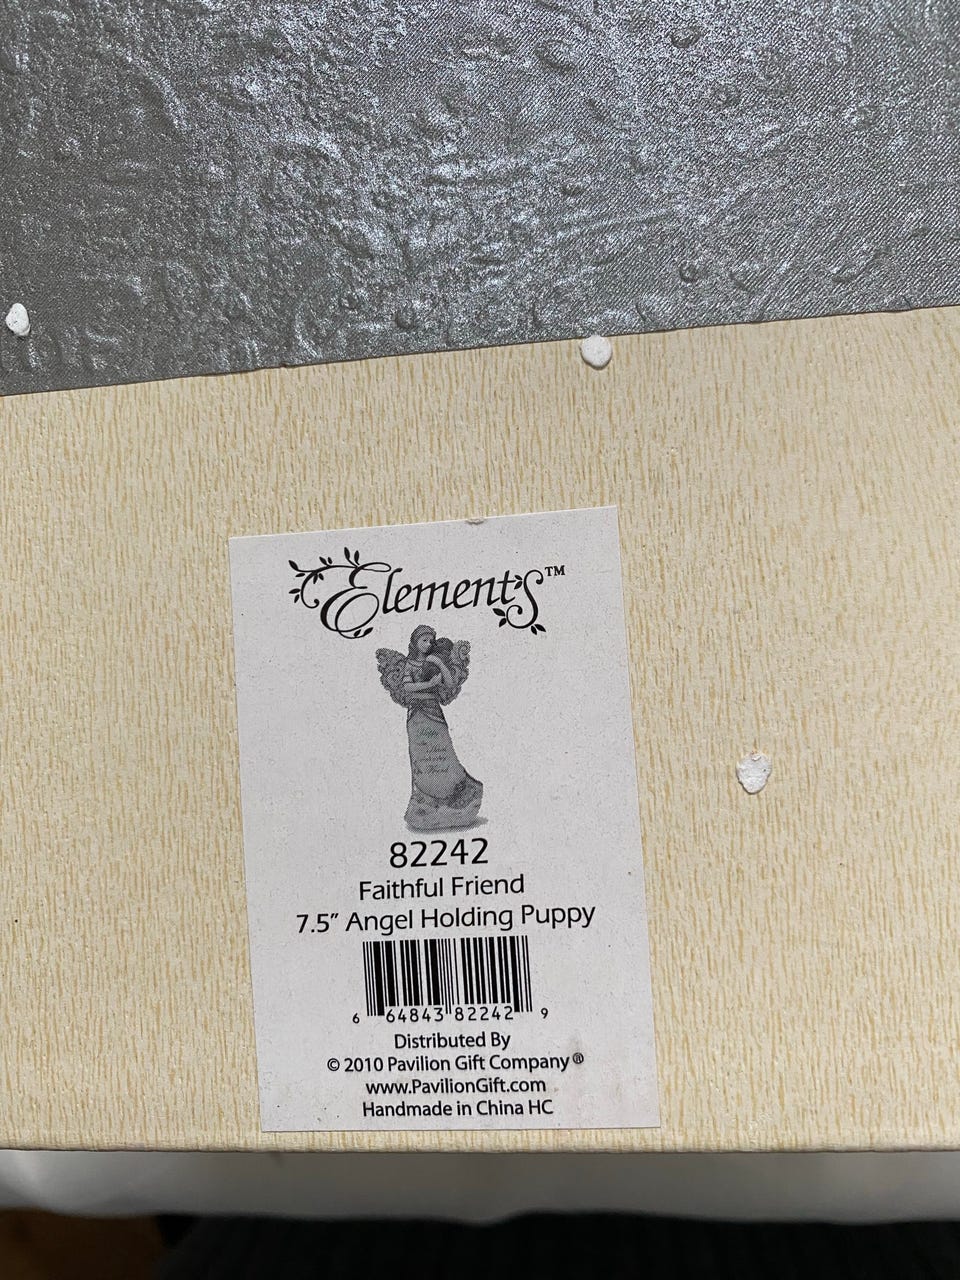 Elements™
82242
Faithful Friend
7.5” Angel Holding Puppy
6 64843 82242 9
Distributed By
© 2010 Pavilion Gift Company®
www.PavilionGift.com
Handmade in China HC